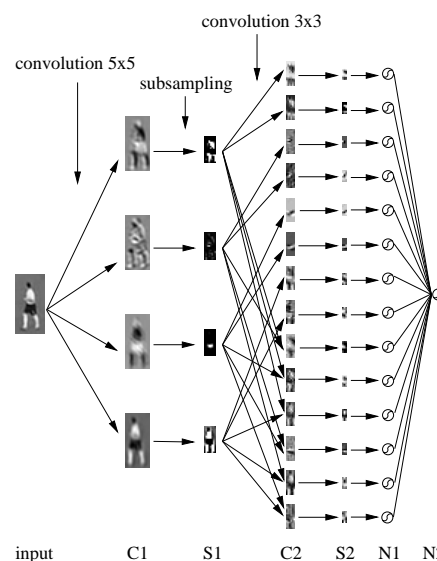 convolution 3x3
convolution 5x5
subsampling
input C1 S1 C2 S2 N1